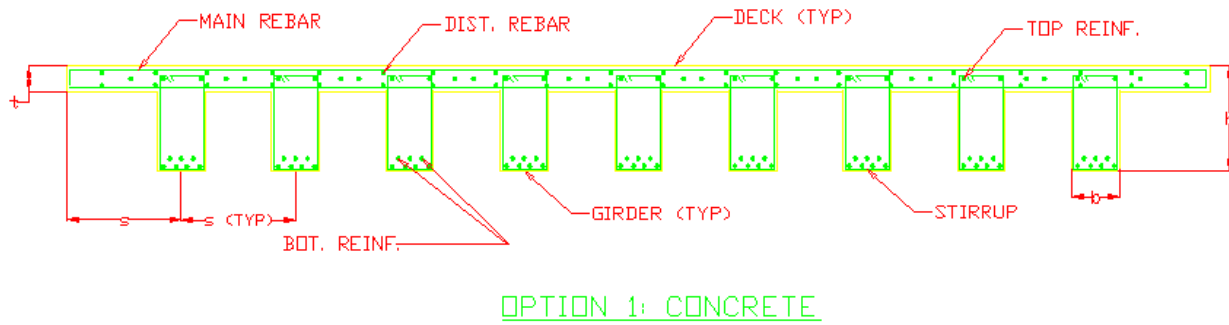 MAIN REBAR
DIST. REBAR
DECK (TYP)
TOP REINF.
t
h
s
s (TYP)
b
BOT. REINF.
GIRDER (TYP)
STIRRUP
OPTION 1: CONCRETE